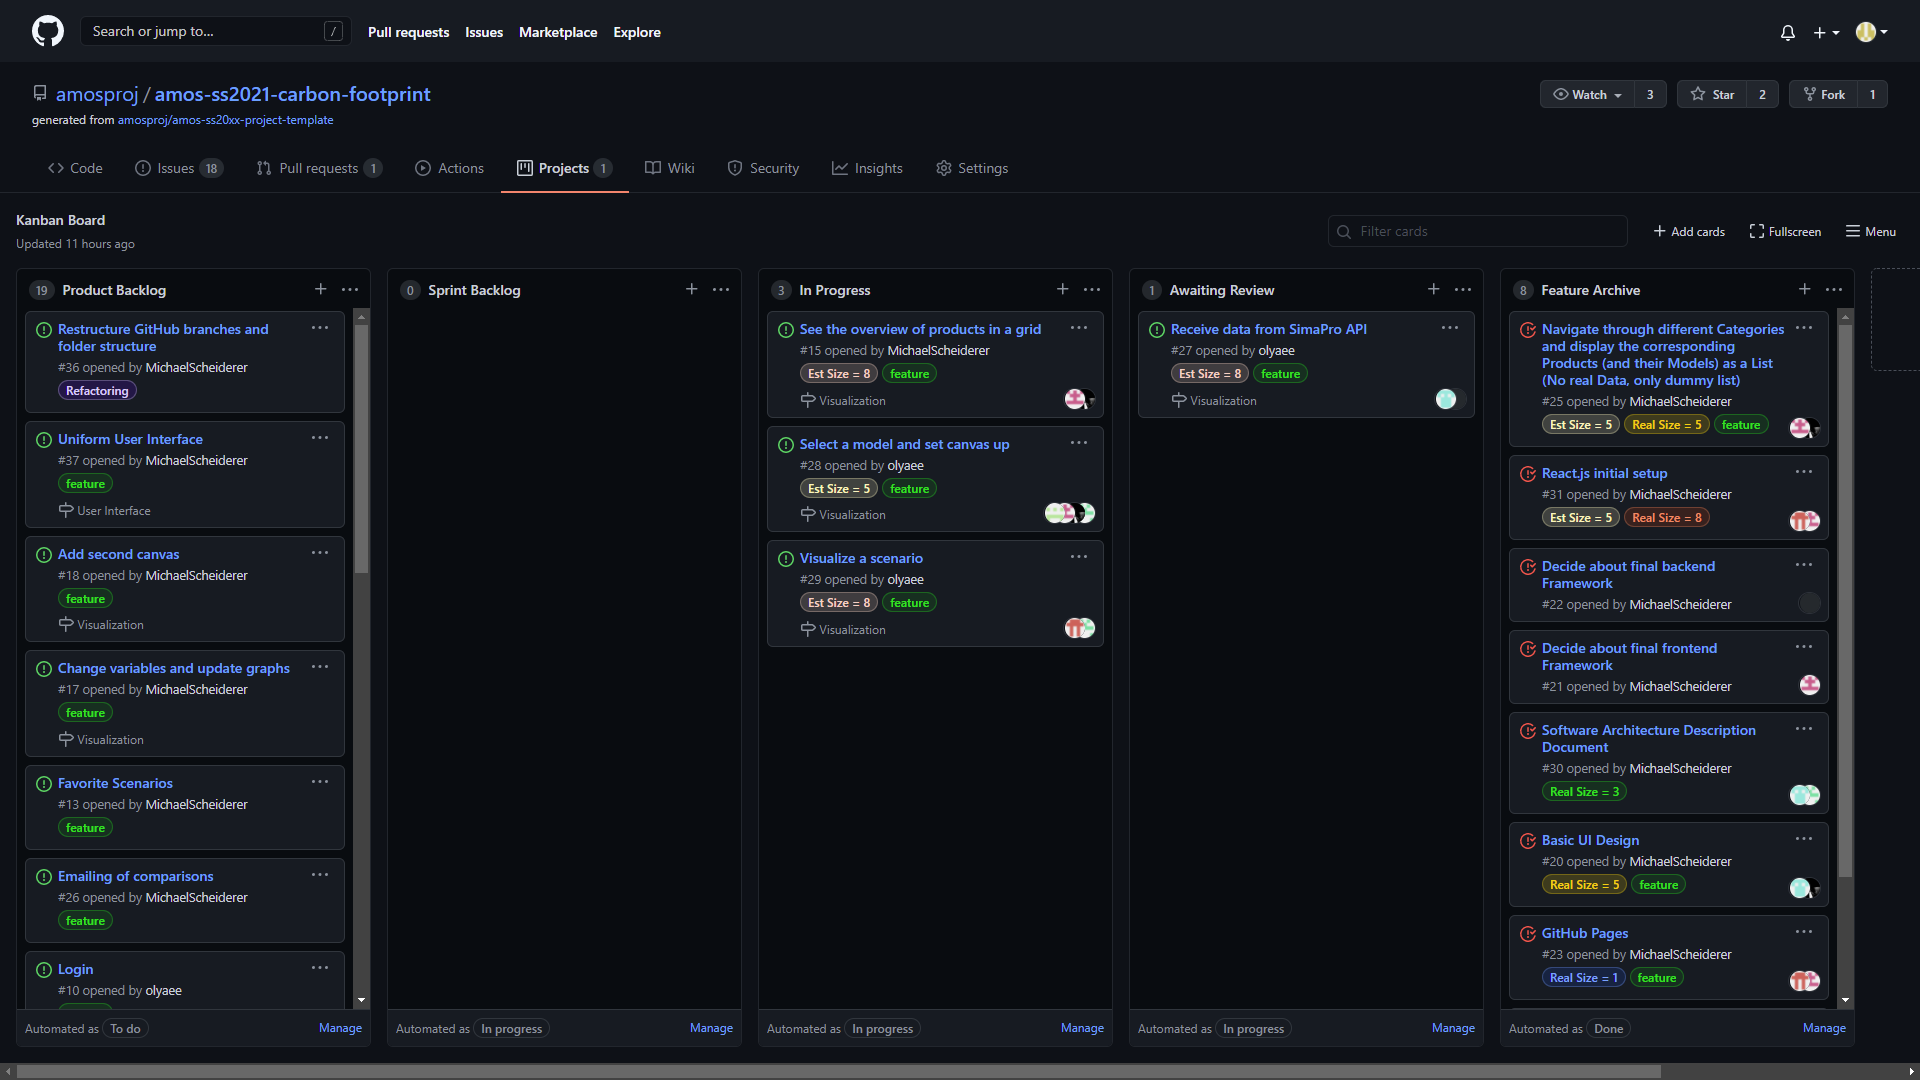 Search or jump to... /
Pull requests Issues Marketplace Explore
amosproj / amos-ss2021-carbon-footprint
generated from amosproj/amos-ss20xx-project-template
Watch 3 Star 2 Fork 1
Code Issues 18 Pull requests 1 Actions Projects 1 Wiki Security Insights Settings
Kanban Board
Updated 11 hours ago
Filter cards Add cards Fullscreen Menu
19 Product Backlog
Restructure GitHub branches and
folder structure
#36 opened by MichaelScheiderer
Refactoring
Uniform User Interface
#37 opened by MichaelScheiderer
feature
User Interface
Add second canvas
#18 opened by MichaelScheiderer
feature
Visualization
Change variables and update graphs
#17 opened by MichaelScheiderer
feature
Visualization
Favorite Scenarios
#13 opened by MichaelScheiderer
feature
Emailing of comparisons
#26 opened by MichaelScheiderer
feature
Login
#10 opened by olyaee
Automated as To do Manage
0 Sprint Backlog
Automated as In progress Manage
3 In Progress
See the overview of products in a grid
#15 opened by MichaelScheiderer
Est Size = 8 feature
Visualization
Select a model and set canvas up
#28 opened by olyaee
Est Size = 5 feature
Visualization
Visualize a scenario
#29 opened by olyaee
Est Size = 8 feature
Visualization
Automated as In progress Manage
1 Awaiting Review
Receive data from SimaPro API
#27 opened by olyaee
Est Size = 8 feature
Visualization
Automated as In progress Manage
8 Feature Archive
Navigate through different Categories
and display the corresponding
Products (and their Models) as a List
(No real Data, only dummy list)
#25 opened by MichaelScheiderer
Est Size = 5 Real Size = 5 feature
React.js initial setup
#31 opened by MichaelScheiderer
Est Size = 5 Real Size = 8
Decide about final backend
Framework
#22 opened by MichaelScheiderer
Decide about final frontend
Framework
#21 opened by MichaelScheiderer
Software Architecture Description
Document
#30 opened by MichaelScheiderer
Real Size = 3
Basic UI Design
#20 opened by MichaelScheiderer
Real Size = 5 feature
GitHub Pages
#23 opened by MichaelScheiderer
Real Size = 1 feature
Automated as Done Manage